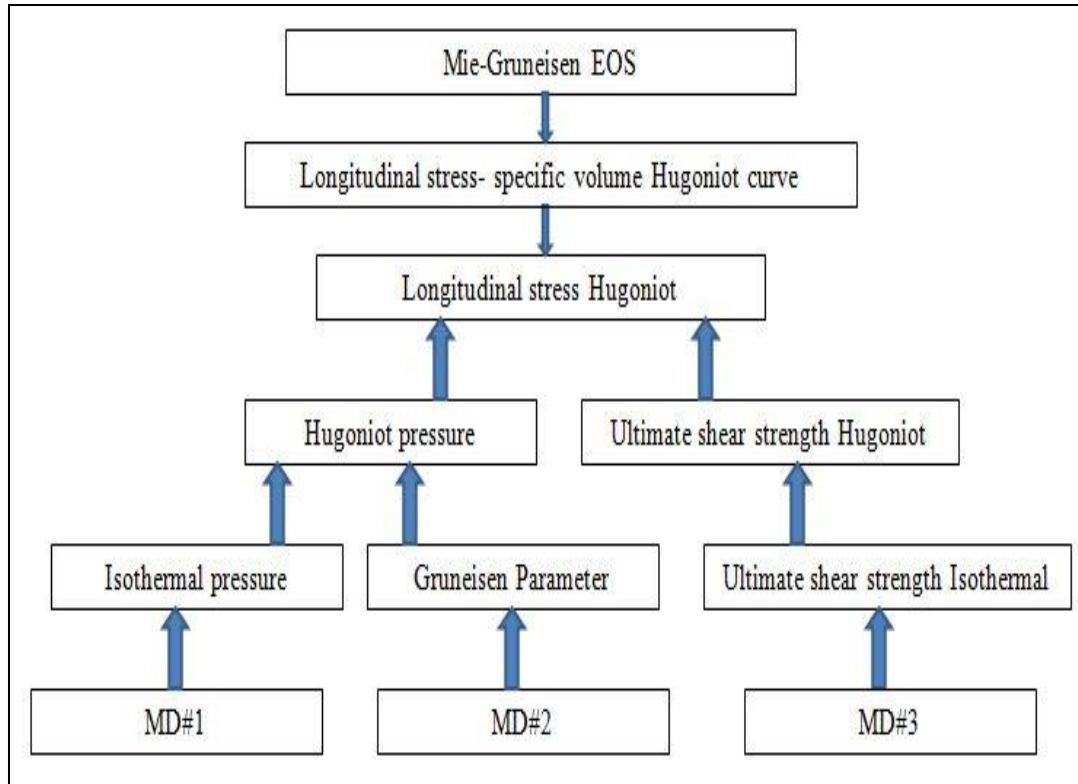 Mie-Gruneisen EOS
Longitudinal stress- specific volume Hugoniot curve
Longitudinal stress Hugoniot
Hugoniot pressure
Ultimate shear strength Hugoniot
Isothermal pressure
Gruneisen Parameter
Ultimate shear strength Isothermal
MD#1
MD#2
MD#3